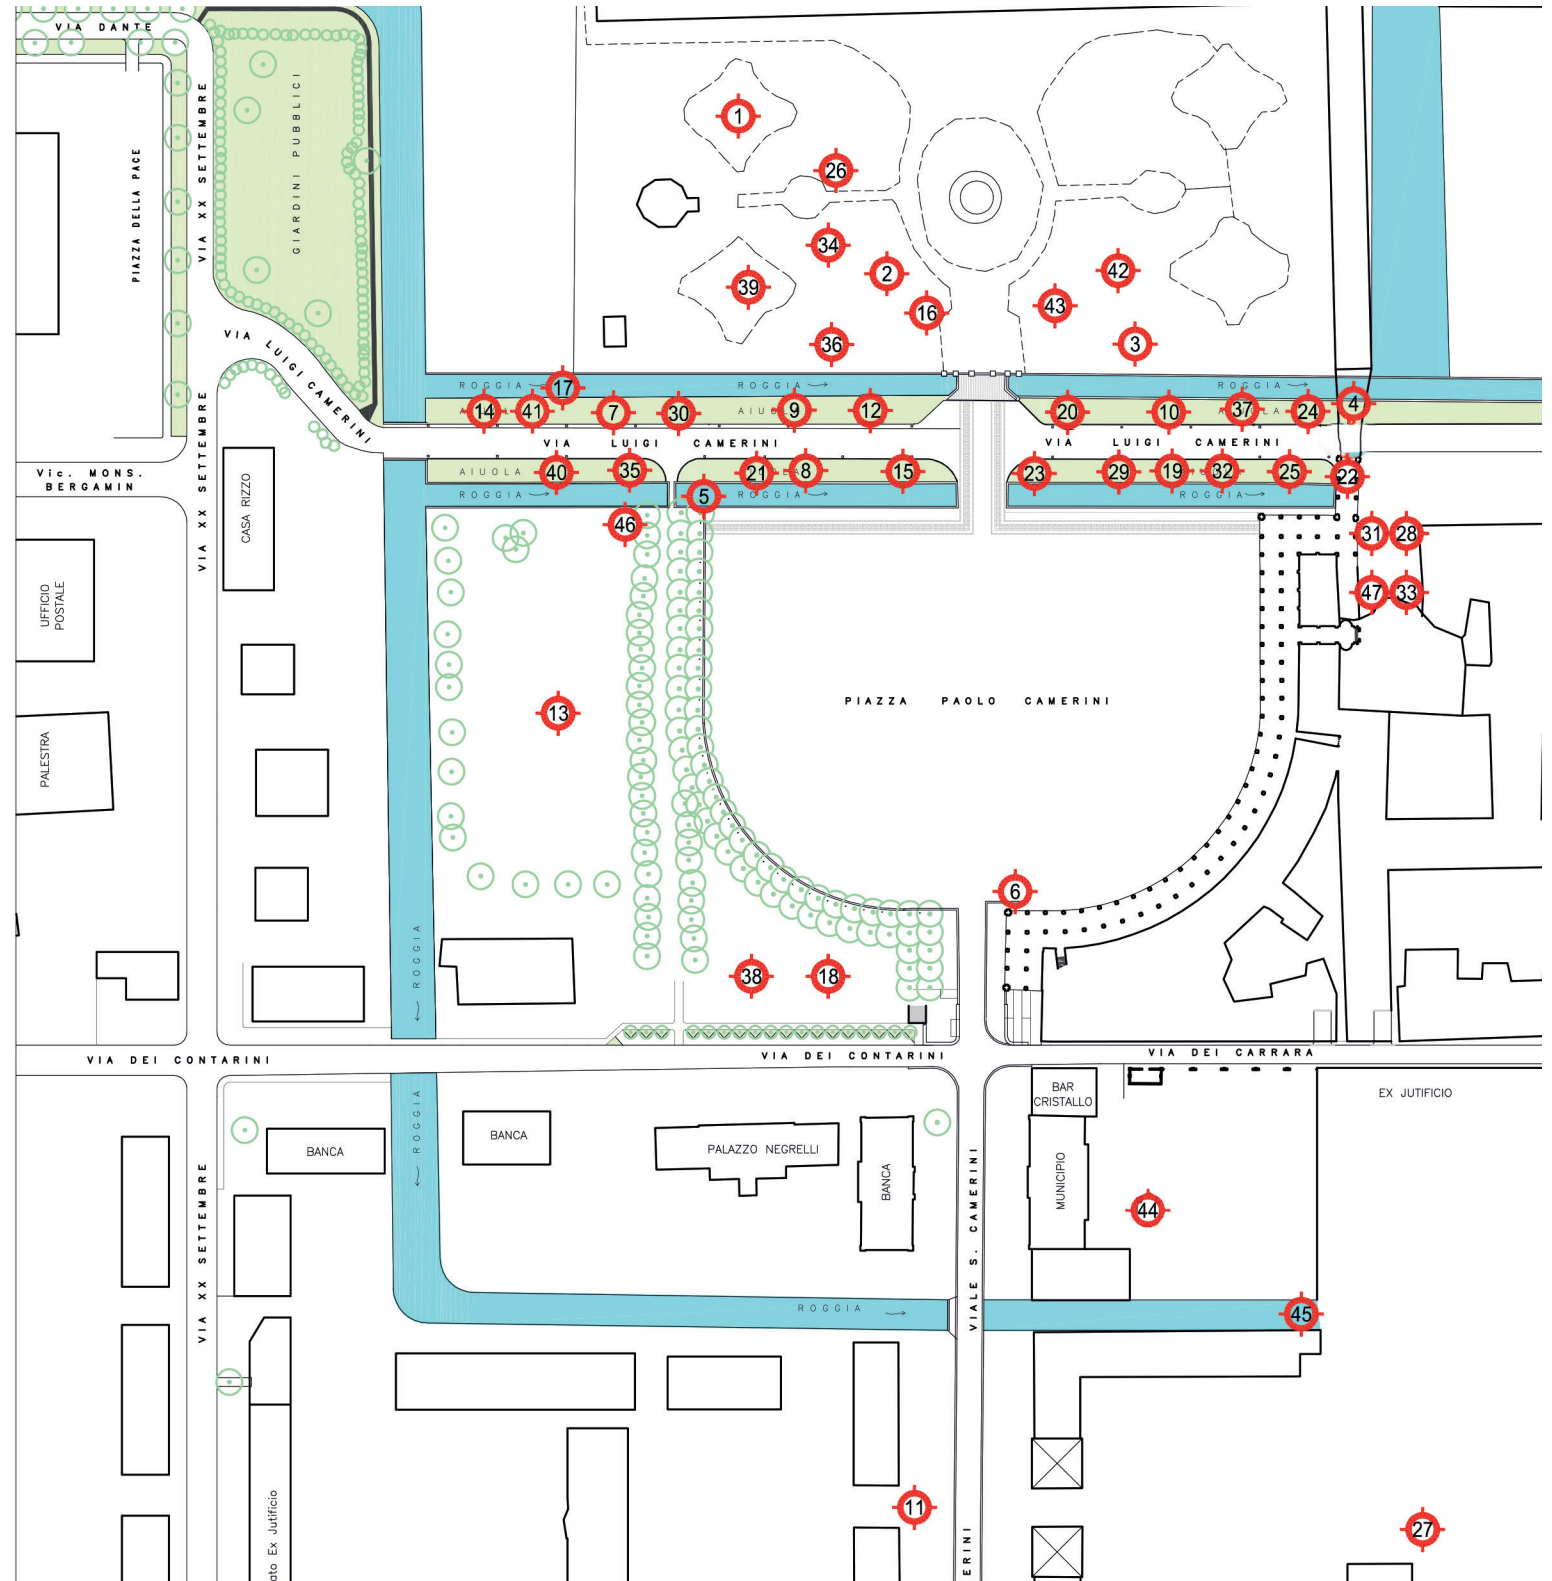 VIA DANTE
VIA XX SETTEMBRE
PIAZZA DELLA PACE
GIARDINI PUBBLICI
1
26
34
2
39
16
36
42
43
3
VIA LUIGI CAMERINI
ROGGIA
17
ROGGIA
ROGGIA
14
41
7
30
AIU
9
12
20
10
37
LA
24
4
VIA LUIGI CAMERINI
VIA LUIGI CAMERINI
Vic. MONS.
BERGAMIN
VIA XX SETTEMBRE
CASA RIZZO
AIUOLA
40
35
21
8
15
23
29
19
32
25
22
ROGGIA
5
ROGGIA
ROGGIA
46
31
28
47
33
UFFICIO
POSTALE
PALESTRA
13
PIAZZA PAOLO CAMERINI
6
ROGGIA
38
18
VIA DEI CONTARINI
VIA DEI CONTARINI
VIA DEI CARRARA
ROGGIA
BAR
CRISTALLO
EX JUTIFICIO
BANCA
BANCA
PALAZZO NEGRELLI
BANCA
MUNICIPIO
44
VIA XX SETTEMBRE
VIALE S. CAMERINI
ROGGIA
45
11
27
ato Ex Jutificio
ERINI